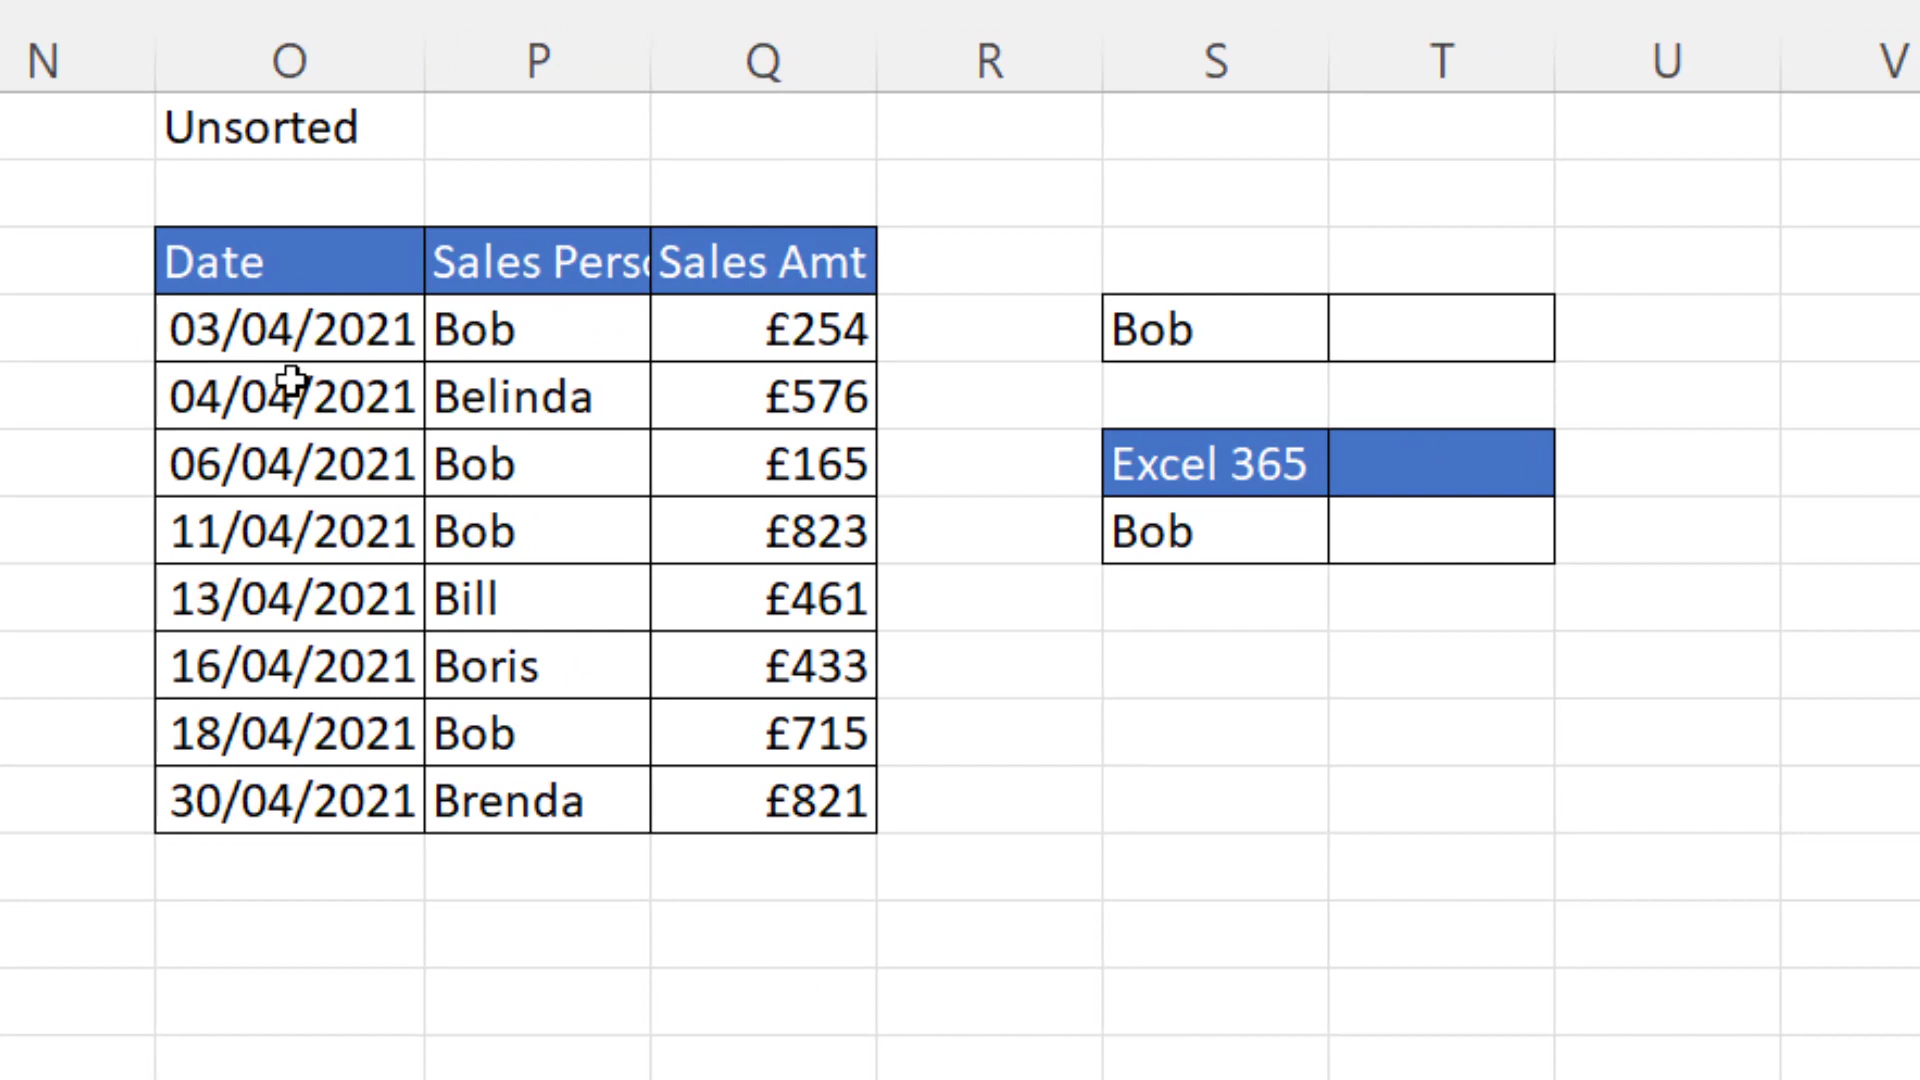 N O P Q R S T U V
Unsorted
Date Sales Perso Sales Amt
03/04/2021 Bob £254 Bob
04/04/2021 Belinda £576
06/04/2021 Bob £165 Excel 365
11/04/2021 Bob £823 Bob
13/04/2021 Bill £461
16/04/2021 Boris £433
18/04/2021 Bob £715
30/04/2021 Brenda £821